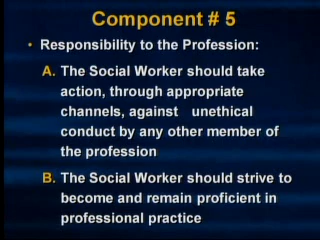 Component # 5
• Responsibility to the Profession:
A. The Social Worker should take
action, through appropriate
channels, against unethical
conduct by any other member of
the profession
B. The Social Worker should strive to
become and remain proficient in
professional practice